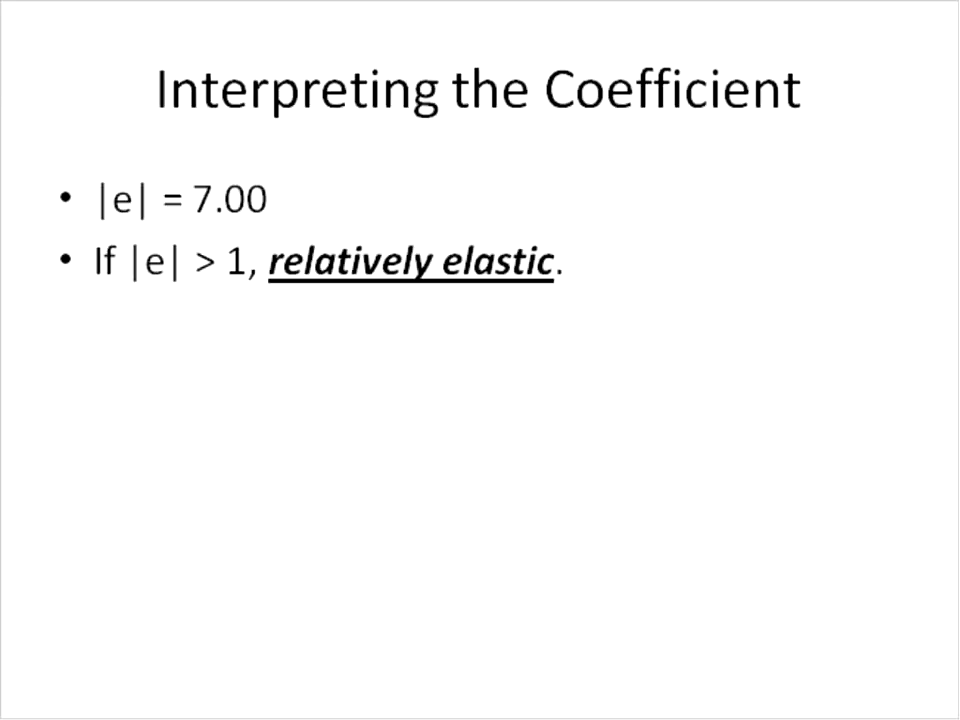 Interpreting the Coefficient
• |e| = 7.00
• If |e| > 1, relatively elastic.